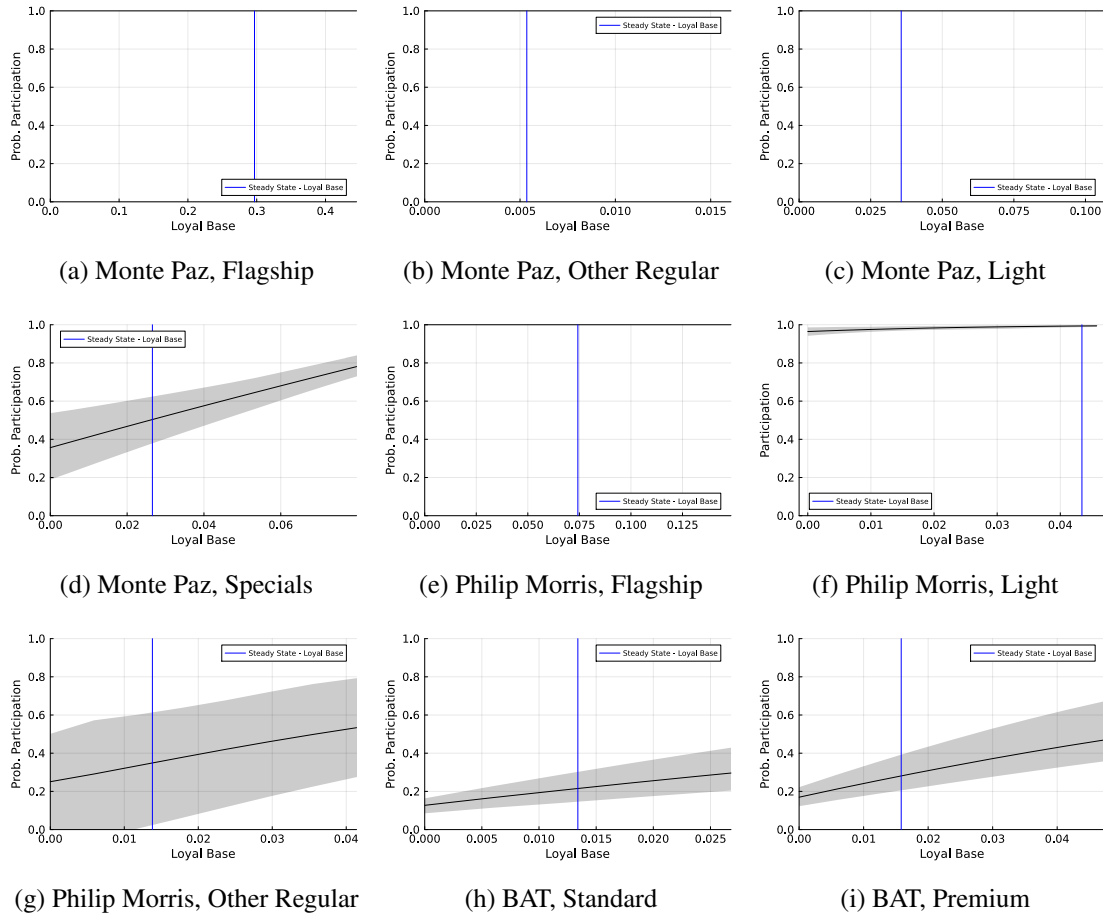 Prob. Participation
1.0
0.8
0.6
0.4
0.2
0.0
Steady State - Loyal Base
0.0 0.1 0.2 0.3 0.4
Loyal Base
(a) Monte Paz, Flagship
Prob. Participation
1.0
0.8
0.6
0.4
0.2
0.0
Steady State - Loyal Base
0.000 0.005 0.010 0.015
Loyal Base
(b) Monte Paz, Other Regular
Prob. Participation
1.0
0.8
0.6
0.4
0.2
0.0
Steady State - Loyal Base
0.000 0.025 0.050 0.075 0.100
Loyal Base
(c) Monte Paz, Light
Prob. Participation
1.0
0.8
0.6
0.4
0.2
0.0
Steady State - Loyal Base
0.00 0.02 0.04 0.06
Loyal Base
(d) Monte Paz, Specials
Prob. Participation
1.0
0.8
0.6
0.4
0.2
0.0
Steady State - Loyal Base
0.000 0.025 0.050 0.075 0.100 0.125
Loyal Base
(e) Philip Morris, Flagship
Participation
1.0
0.8
0.6
0.4
0.2
0.0
Steady State- Loyal Base
0.00 0.01 0.02 0.03 0.04
Loyal Base
(f) Philip Morris, Light
Prob. Participation
1.0
0.8
0.6
0.4
0.2
0.0
Steady State - Loyal Base
0.00 0.01 0.02 0.03 0.04
Loyal Base
(g) Philip Morris, Other Regular
Prob. Participation
1.0
0.8
0.6
0.4
0.2
0.0
Steady State - Loyal Base
0.000 0.005 0.010 0.015 0.020 0.025
Loyal Base
(h) BAT, Standard
Prob. Participation
1.0
0.8
0.6
0.4
0.2
0.0
Steady State - Loyal Base
0.00 0.01 0.02 0.03 0.04
Loyal Base
(i) BAT, Premium